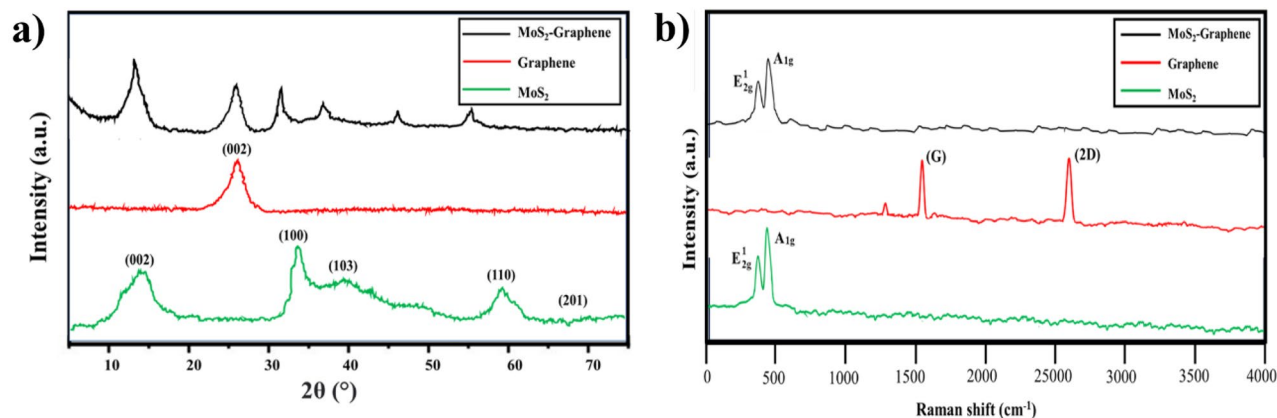 a)
MoS₂-Graphene
Graphene
MoS₂
(002)
(002)
(100)
(103)
(110)
(201)
Intensity (a.u.)
10 20 30 40 50 60 70
2θ (°)
b)
MoS₂-Graphene
Graphene
MoS₂
E¹₂g A₁g
(G) (2D)
E¹₂g A₁g
Intensity (a.u.)
0 500 1000 1500 2000 25000 3000 3500 4000
Raman shift (cm⁻¹)